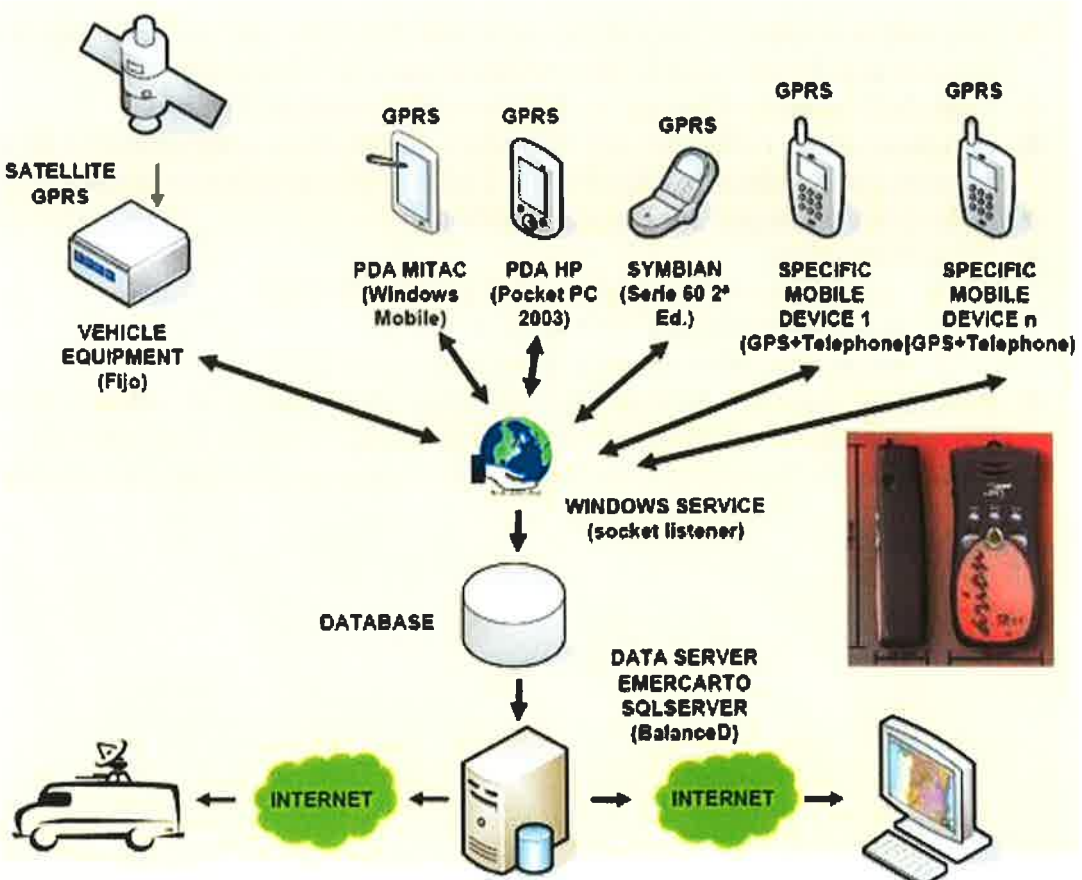 GPRS
GPRS
GPRS
GPRS
GPRS
SATELLITE
GPRS
VEHICLE
EQUIPMENT
(Fijo)
PDA MITAC
(Windows
Mobile)
PDA HP
(Pocket PC
2003)
SYMBIAN
(Serie 60 2ª
Ed.)
SPECIFIC
MOBILE
DEVICE 1
(GPS+Telephone)
SPECIFIC
MOBILE
DEVICE n
(GPS+Telephone)
WINDOWS SERVICE
(socket listener)
DATABASE
DATA SERVER
EMERCARTO
SQLSERVER
(BalanceD)
INTERNET
INTERNET